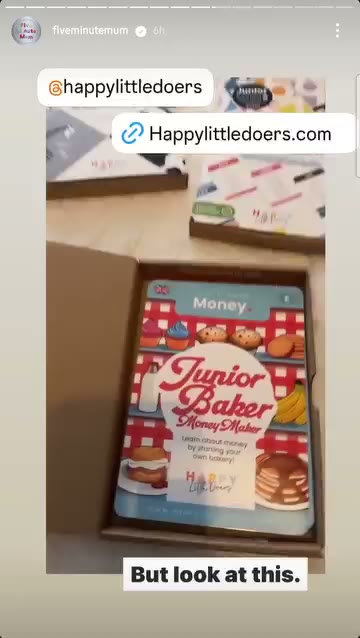 fiveminutemum 6h
@happylittledoers
Happylittledoers.com
Money.
Junior
Baker
Money Maker
Learn about money
by starting your
own bakery!
HAPPY
Little Doers
But look at this.